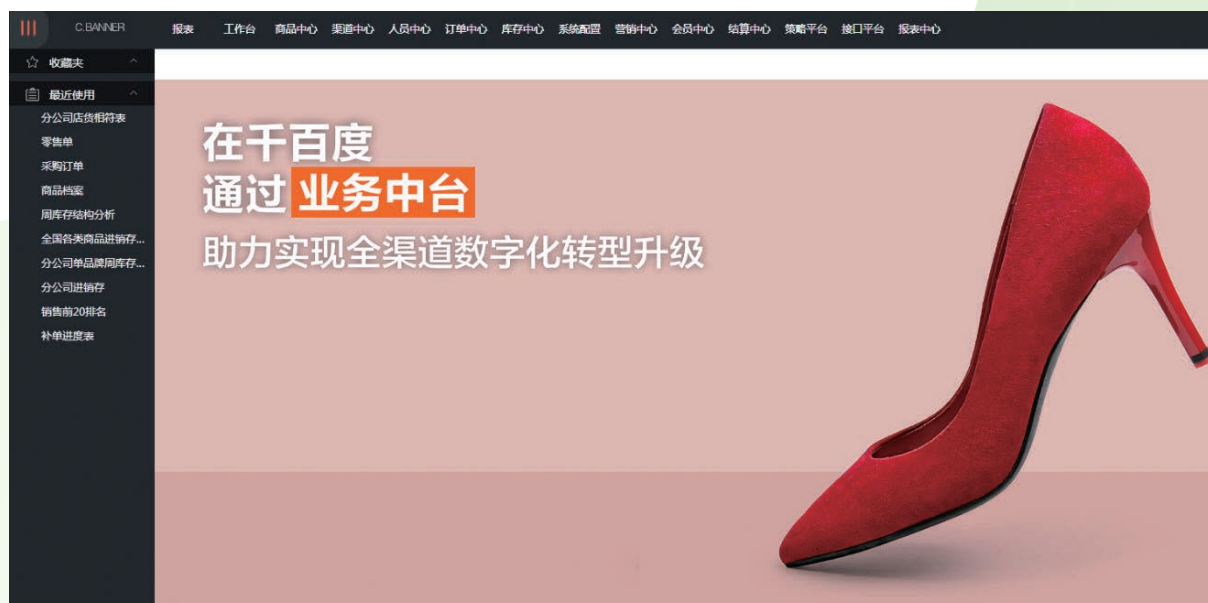 C.BANNER 报表 工作台 商品中心 渠道中心 人员中心 订单中心 库存中心 系统配置 营销中心 会员中心 结算中心 策略平台 接口平台 报表中心
收藏夹
最近使用
分公司店货相符表
零售单
采购订单
商品档案
周库存结构分析
全国各类商品进销存...
分公司单品牌周库存...
分公司进销存
销售前20排名
补单进度表
在千百度
通过 业务中台
助力实现全渠道数字化转型升级